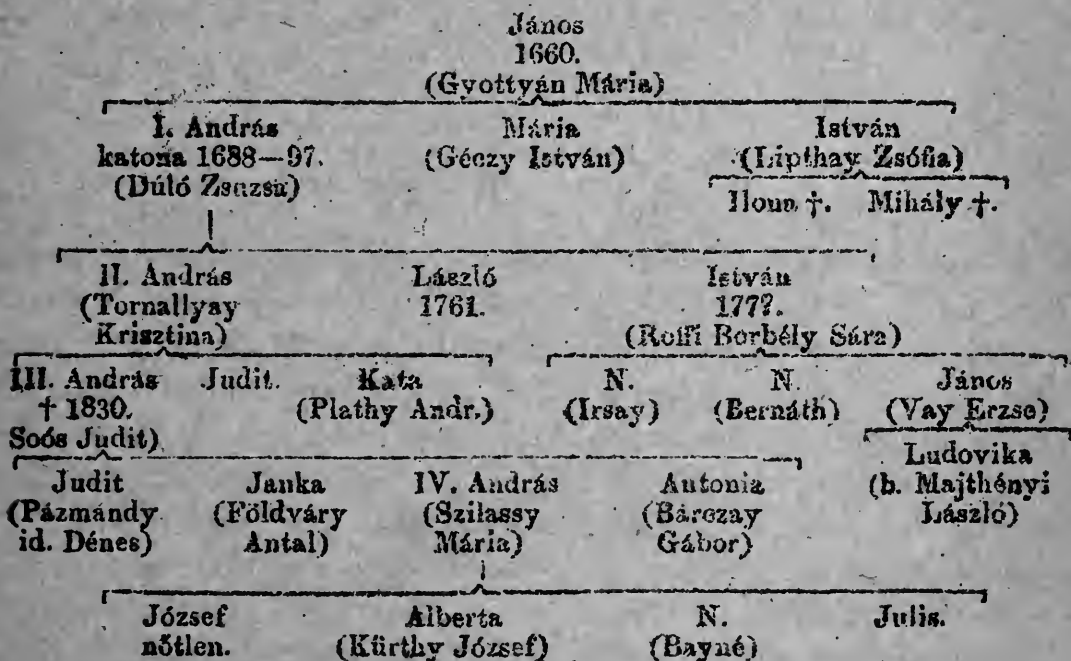 János
1660.
(Gyottyán Mária)
I. András Mária István
katona 1688—97. (Géczy István) (Lipthay Zsófia)
(Dúló Zsuzsa) Ilona †. Mihály †.
II. András László István
(Tornallyay 1761. 177?.
Krisztina) (Roffi Borbély Sára)
III. András Judit. Kata N. N. János
† 1830. (Plathy Andr.) (Irsay) (Bernáth) (Vay Erzse)
Soós Judit) Ludovika
Judit Janka IV. András Antonia (b. Majthényi
(Pázmándy (Földváry (Szilassy (Bárczay László)
id. Dénes) Antal) Mária) Gábor)
József Alberta N. Julis.
nőtlen. (Kürthy József) (Bayné)